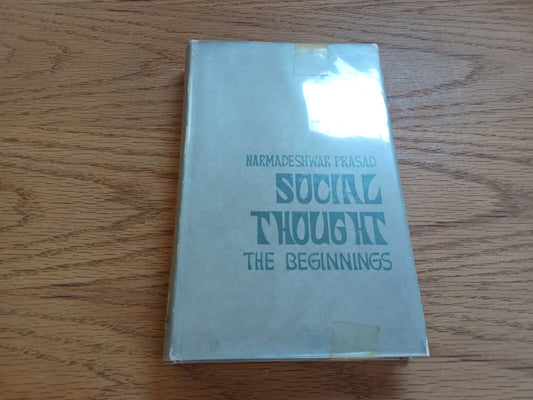 NARMADESHWAR PRASAD
SOCIAL
THOUGHT
THE BEGINNINGS